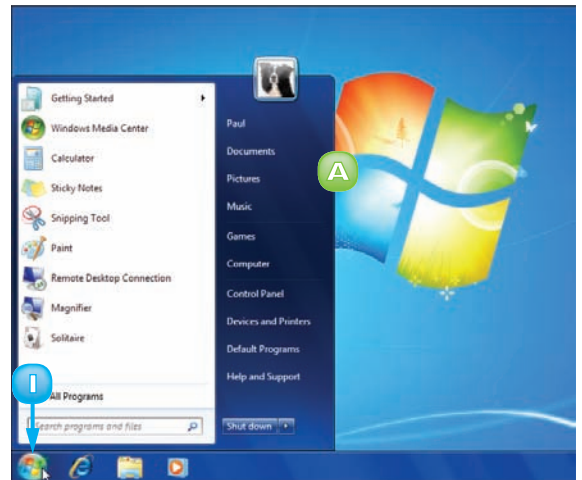 Getting Started
Windows Media Center
Calculator
Sticky Notes
Snipping Tool
Paint
Remote Desktop Connection
Magnifier
Solitaire
All Programs
Search programs and files
Paul
Documents
Pictures
Music
Games
Computer
Control Panel
Devices and Printers
Default Programs
Help and Support
Shut down
A
1